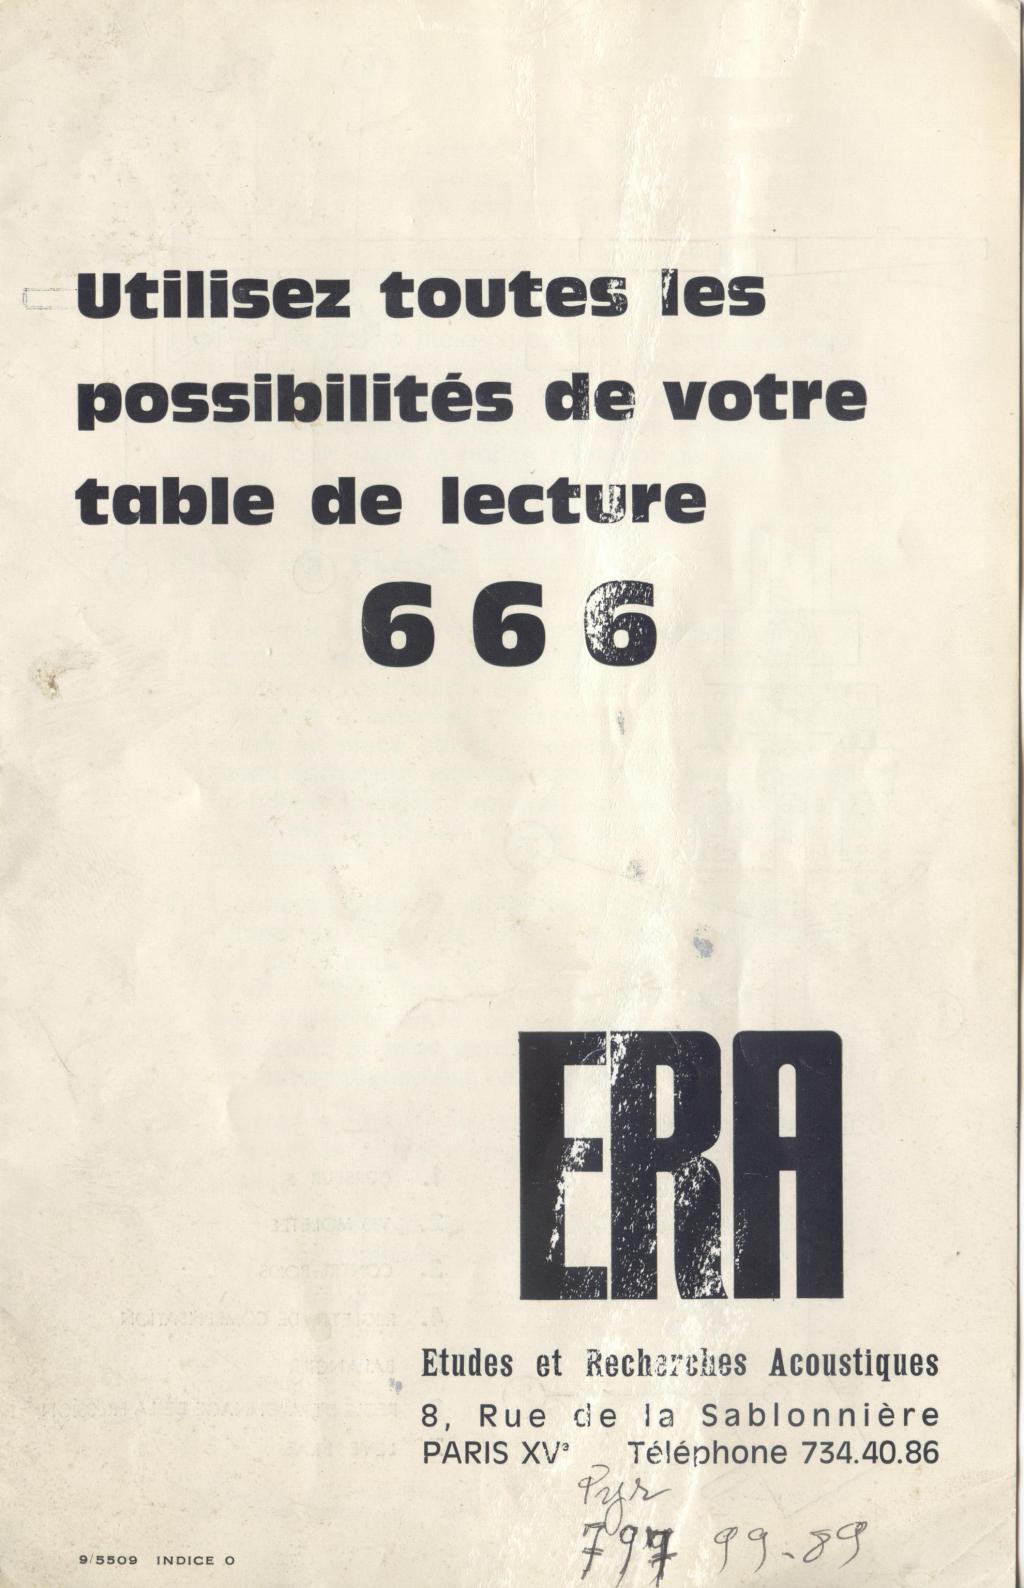 Utilisez toutes les
possibilités de votre
table de lecture
666
ERA
Etudes et Recherches Acoustiques
8, Rue de la Sablonnière
PARIS XVᵉ Téléphone 734.40.86
797 99-89
9/5509 INDICE 0